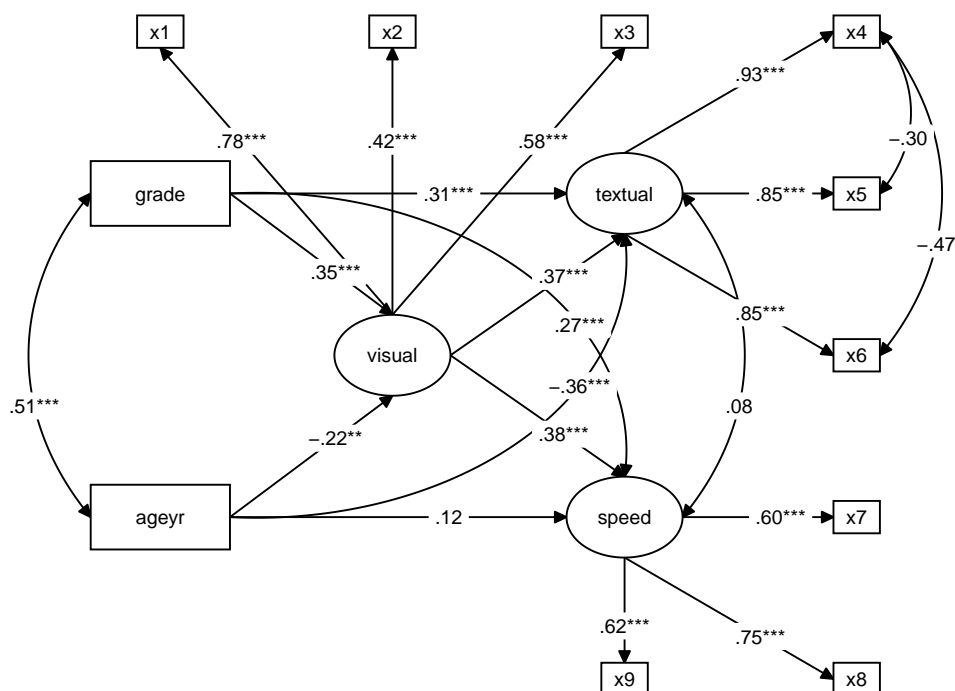 x1
x2
x3
x4
.93***
.78***
.42***
.58***
−.30
grade
.31***
textual
.85***
x5
−.47
.35***
.37***
.85***
.27***
visual
x6
−.36***
.51***
.08
−.22**
.38***
ageyr
.12
speed
.60***
x7
.62***
.75***
x9
x8